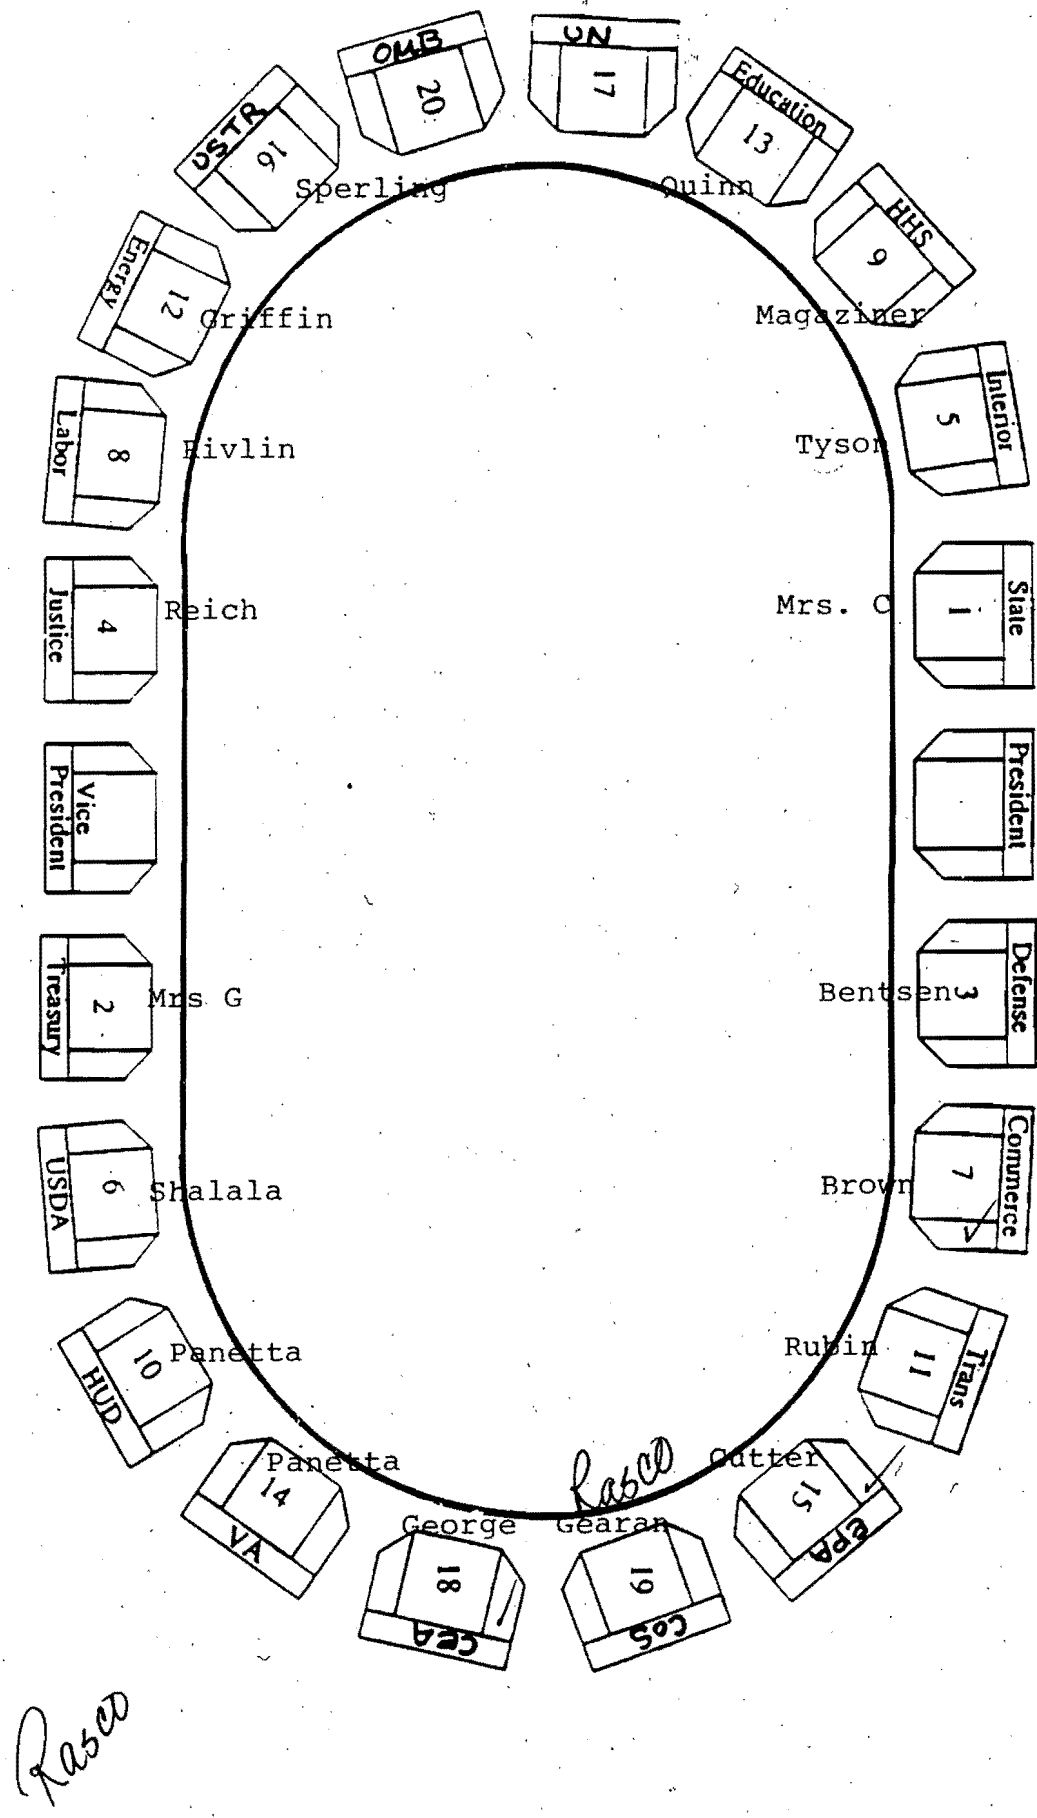 OMB
20
UN
17
Education
13
USTR
16
Sperling
Quinn
HHS
9
Energy
12
Griffin
Magaziner
Interior
5
Labor
8
Rivlin
Tyson
Justice
4
Reich
Mrs. C
State
1
Vice
President
President
Treasury
2
Mrs G
Bentsen
Defense
3
USDA
6
Shalala
Brown
Commerce
7
HUD
10
Panetta
Rubin
Trans
11
VA
14
Panetta
Rasco
Cutter
15
EPA
George
Gearan
18
CEA
19
CoS
Rasco